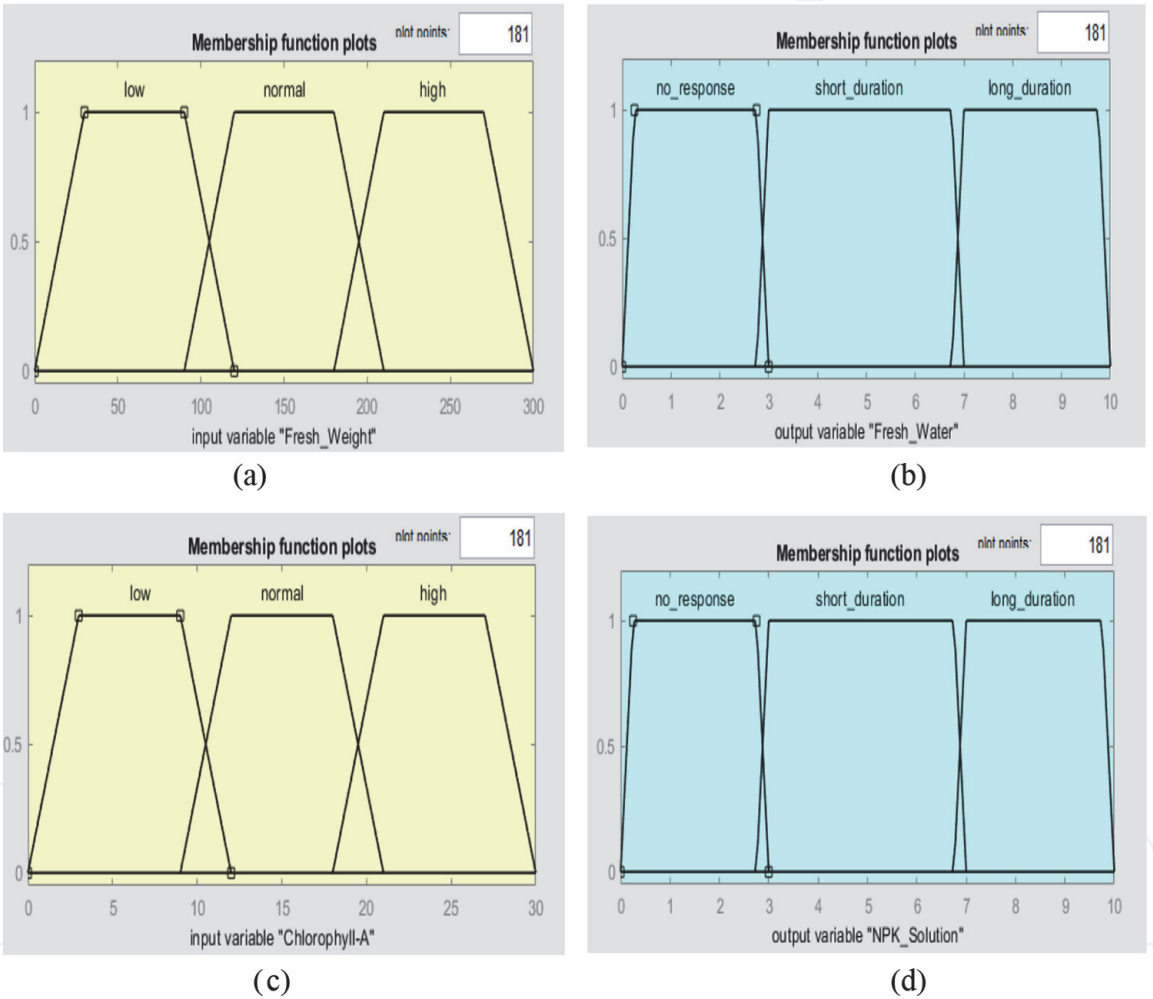 Membership function plots
plot points:
181
low normal high
1
0.5
0
0 50 100 150 200 250 300
input variable "Fresh_Weight"
(a)
Membership function plots
plot points:
181
no_response short_duration long_duration
1
0.5
0
0 1 2 3 4 5 6 7 8 9 10
output variable "Fresh_Water"
(b)
Membership function plots
plot points:
181
low normal high
1
0.5
0
0 5 10 15 20 25 30
input variable "Chlorophyll-A"
(c)
Membership function plots
plot points:
181
no_response short_duration long_duration
1
0.5
0
0 1 2 3 4 5 6 7 8 9 10
output variable "NPK_Solution"
(d)